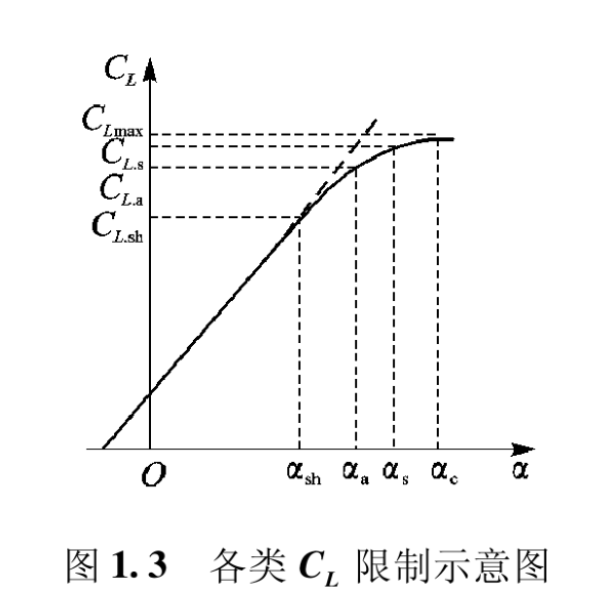 C_L
C_Lmax
C_L.s
C_L.a
C_L.sh
O α_sh α_a α_s α_c α
图 1.3 各类 C_L 限制示意图